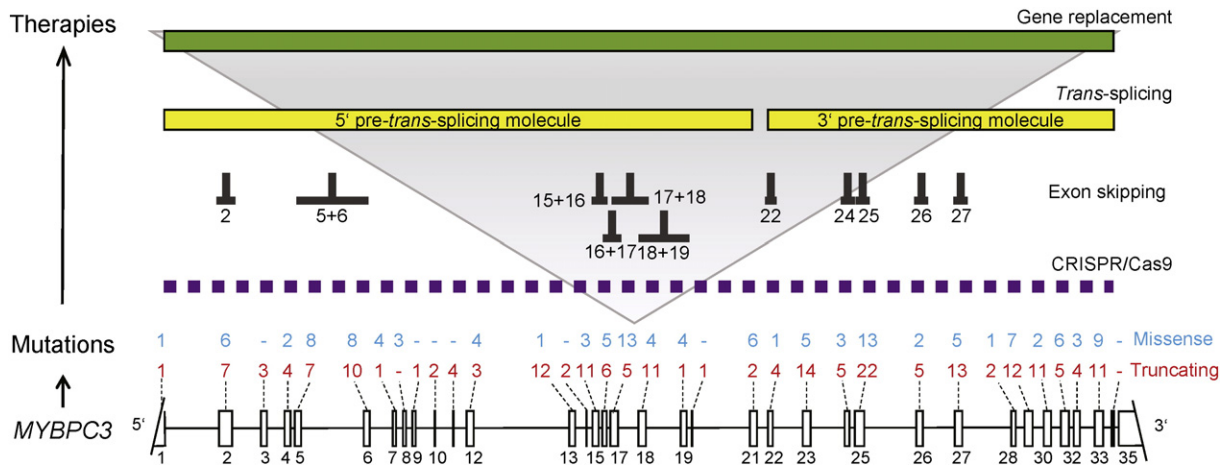 Therapies
Gene replacement
Trans-splicing
5‘ pre-trans-splicing molecule 3‘ pre-trans-splicing molecule
Exon skipping
2 5+6 15+16 17+18 22 24 25 26 27
16+17 18+19
CRISPR/Cas9
Mutations
1 6 - 2 8 8 4 3 - - - 4 1 - 3 5 13 4 4 - 6 1 5 3 13 2 5 1 7 2 6 3 9 - Missense
1 7 3 4 7 10 1 - 1 2 4 3 12 2 11 6 5 11 1 1 2 4 14 5 22 5 13 2 12 11 5 4 11 - Truncating
MYBPC3 5‘ 3‘
1 2 3 4 5 6 7 8 9 10 12 13 15 17 18 19 21 22 23 25 26 27 28 30 32 33 35